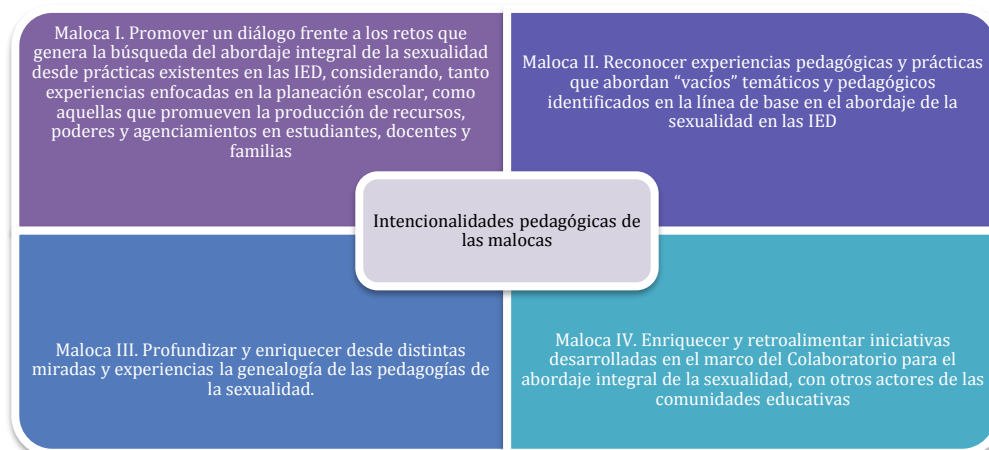 Maloca I. Promover un diálogo frente a los retos que
genera la búsqueda del abordaje integral de la sexualidad
desde prácticas existentes en las IED, considerando, tanto
experiencias enfocadas en la planeación escolar, como
aquellas que promueven la producción de recursos,
poderes y agenciamientos en estudiantes, docentes y
familias
Maloca II. Reconocer experiencias pedagógicas y prácticas
que abordan “vacíos” temáticos y pedagógicos
identificados en la línea de base en el abordaje de la
sexualidad en las IED
Intencionalidades pedagógicas de
las malocas
Maloca III. Profundizar y enriquecer desde distintas
miradas y experiencias la genealogía de las pedagogías de
la sexualidad.
Maloca IV. Enriquecer y retroalimentar iniciativas
desarrolladas en el marco del Colaboratorio para el
abordaje integral de la sexualidad, con otros actores de las
comunidades educativas